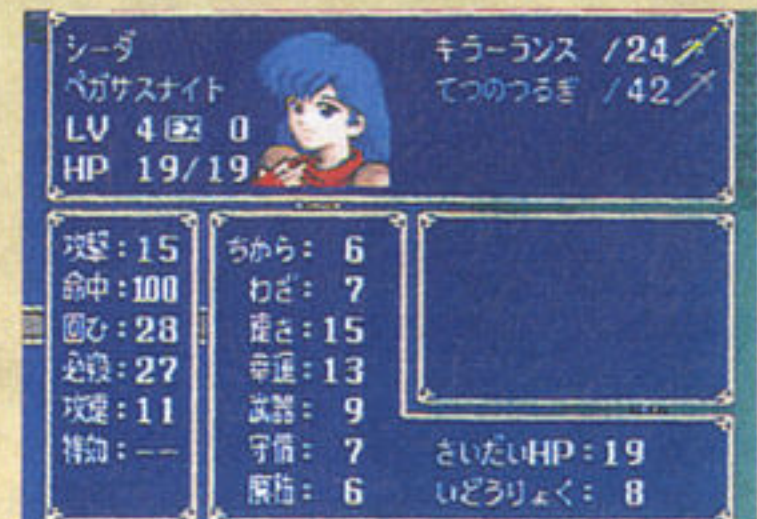 シーダ
ペガサスナイト
LV 4 EX 0
HP 19/19
キラーランス /24
てつのつるぎ /42
攻撃:15
命中:100
回ひ:28
必殺:27
攻速:11
特効:--
ちから: 6
わざ: 7
速さ:15
幸運:13
武器: 9
守備: 7
魔防: 6
さいだいHP:19
いどうりょく: 8